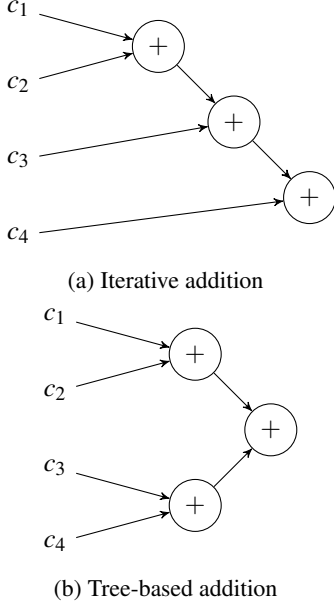 c₁
+
c₂
+
c₃
+
c₄
(a) Iterative addition
c₁
+
c₂
+
c₃
+
c₄
(b) Tree-based addition